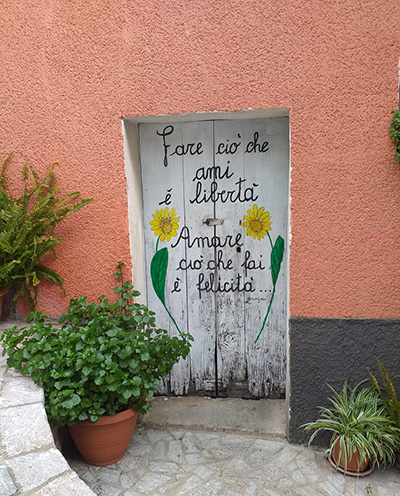 Fare ciò che
ami
é libertà
Amare
ciò che fai
é felicità...